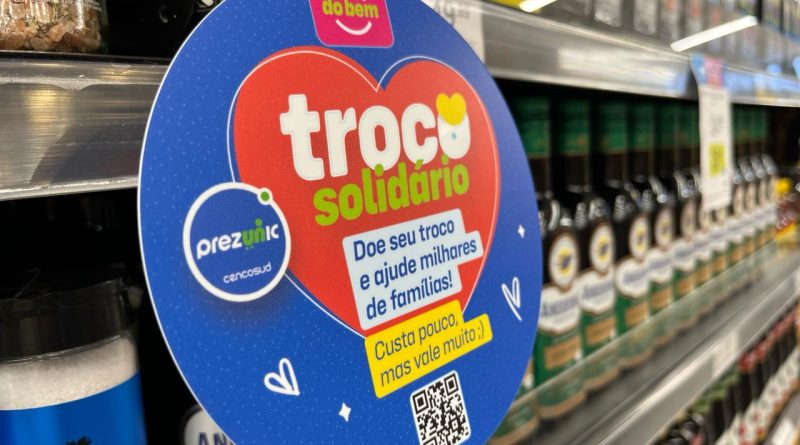 do bem
troco
solidário
prezunic
cencosud
Doe seu troco
e ajude milhares
de famílias!
Custa pouco,
mas vale muito ;)